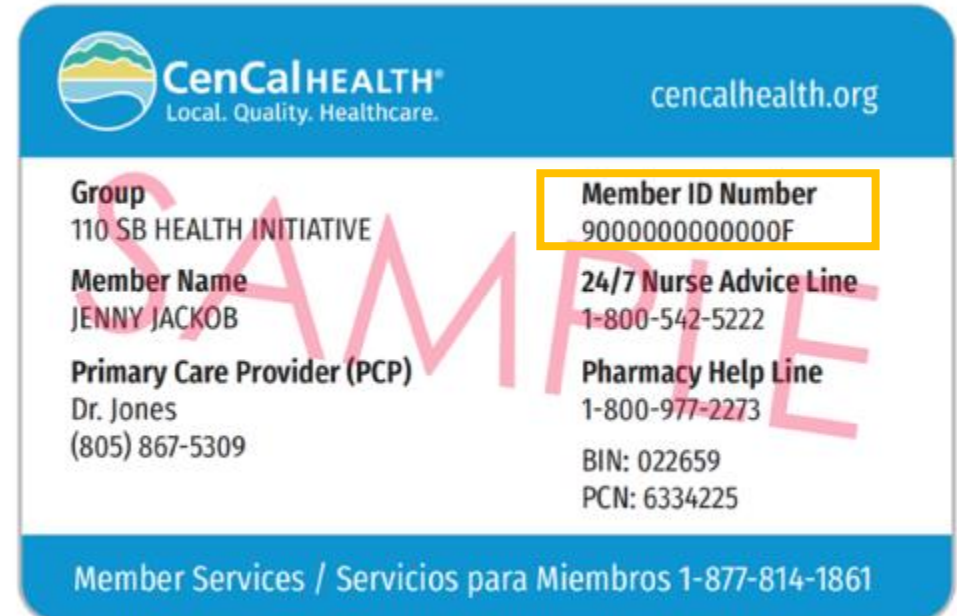 CenCalHEALTH®
Local. Quality. Healthcare.
cencalhealth.org
Group
110 SB HEALTH INITIATIVE
Member Name
JENNY JACKOB
Primary Care Provider (PCP)
Dr. Jones
(805) 867-5309
Member ID Number
9000000000000F
24/7 Nurse Advice Line
1-800-542-5222
Pharmacy Help Line
1-800-977-2273
BIN: 022659
PCN: 6334225
SAMPLE
Member Services / Servicios para Miembros 1-877-814-1861